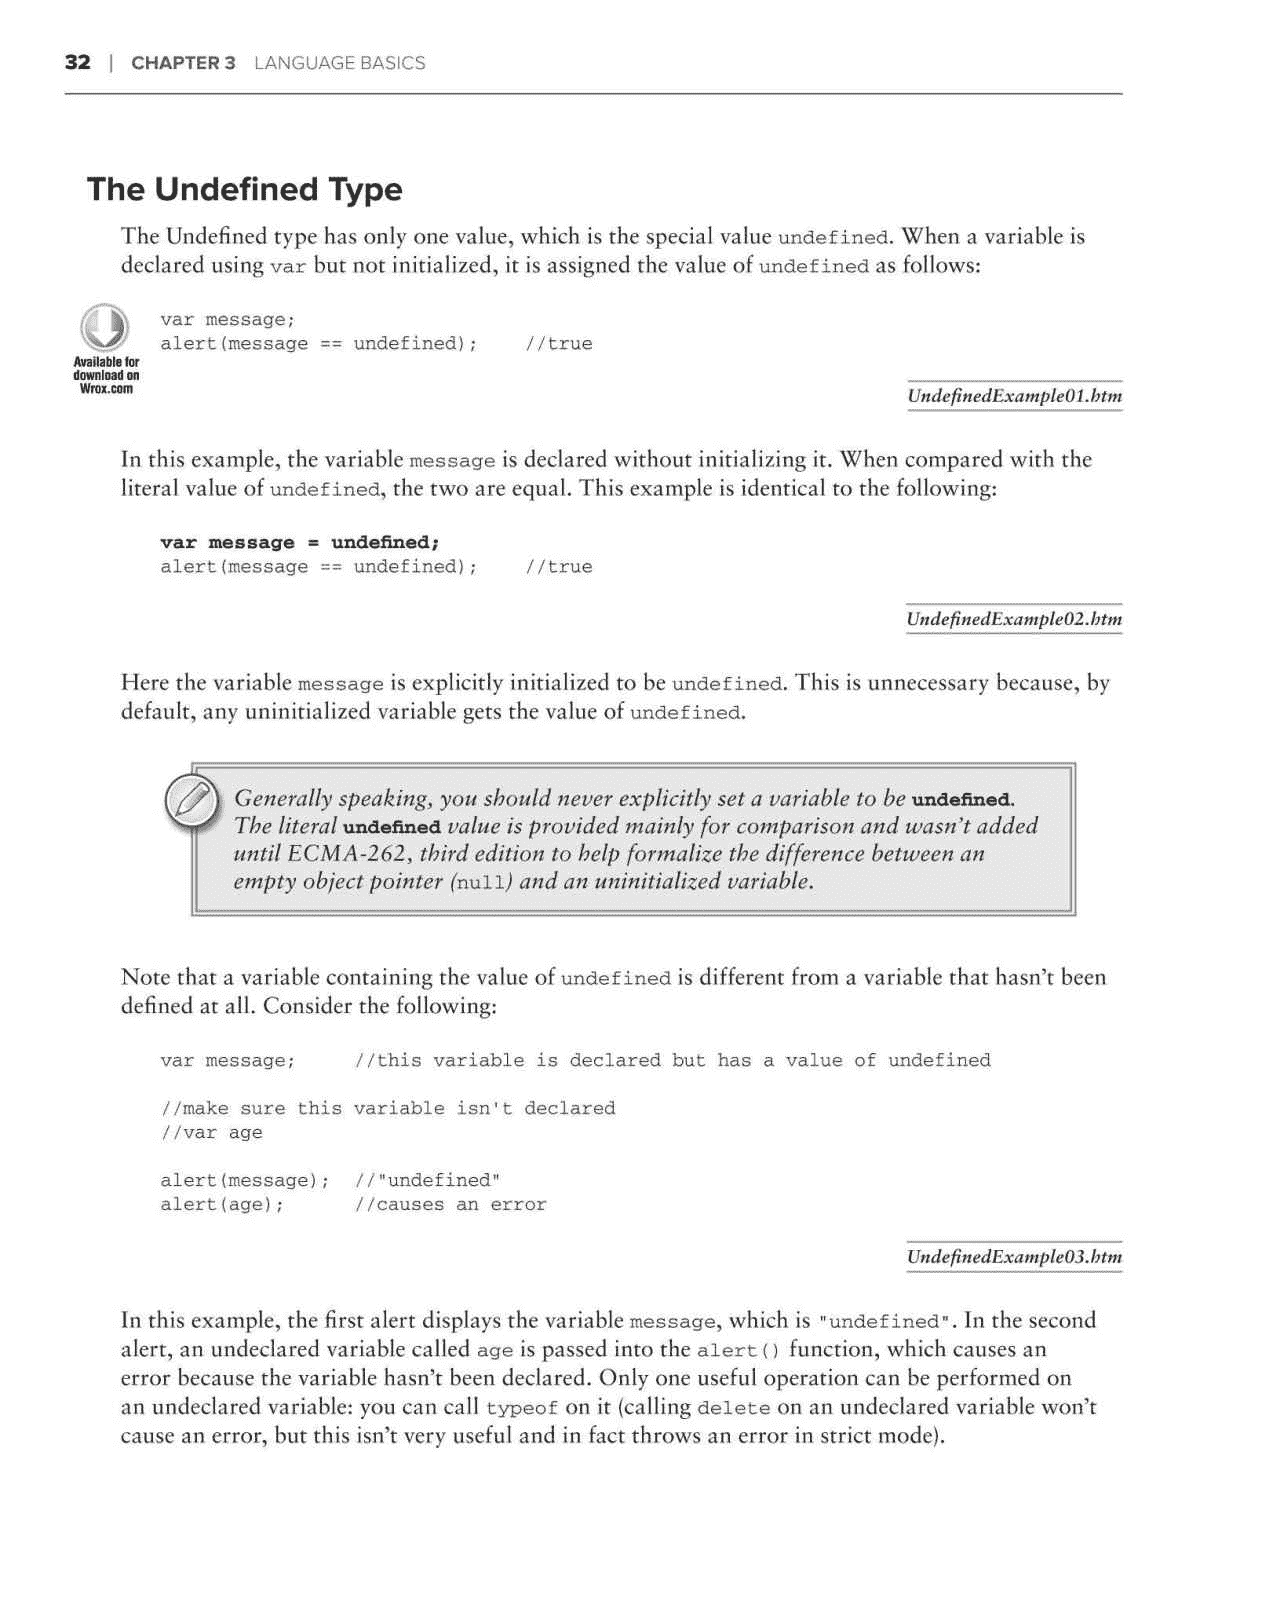 32 | CHAPTER 3 LANGUAGE BASICS
The Undefined Type
The Undefined type has only one value, which is the special value undefined. When a variable is
declared using var but not initialized, it is assigned the value of undefined as follows:
var message;
alert(message == undefined);    //true
Available for
download on
Wrox.com
UndefinedExample01.htm
In this example, the variable message is declared without initializing it. When compared with the
literal value of undefined, the two are equal. This example is identical to the following:
var message = undefined;
alert(message == undefined);    //true
UndefinedExample02.htm
Here the variable message is explicitly initialized to be undefined. This is unnecessary because, by
default, any uninitialized variable gets the value of undefined.
Generally speaking, you should never explicitly set a variable to be undefined.
The literal undefined value is provided mainly for comparison and wasn't added
until ECMA-262, third edition to help formalize the difference between an
empty object pointer (null) and an uninitialized variable.
Note that a variable containing the value of undefined is different from a variable that hasn't been
defined at all. Consider the following:
var message;     //this variable is declared but has a value of undefined
//make sure this variable isn't declared
//var age
alert(message);  //"undefined"
alert(age);      //causes an error
UndefinedExample03.htm
In this example, the first alert displays the variable message, which is "undefined". In the second
alert, an undeclared variable called age is passed into the alert() function, which causes an
error because the variable hasn't been declared. Only one useful operation can be performed on
an undeclared variable: you can call typeof on it (calling delete on an undeclared variable won't
cause an error, but this isn't very useful and in fact throws an error in strict mode).